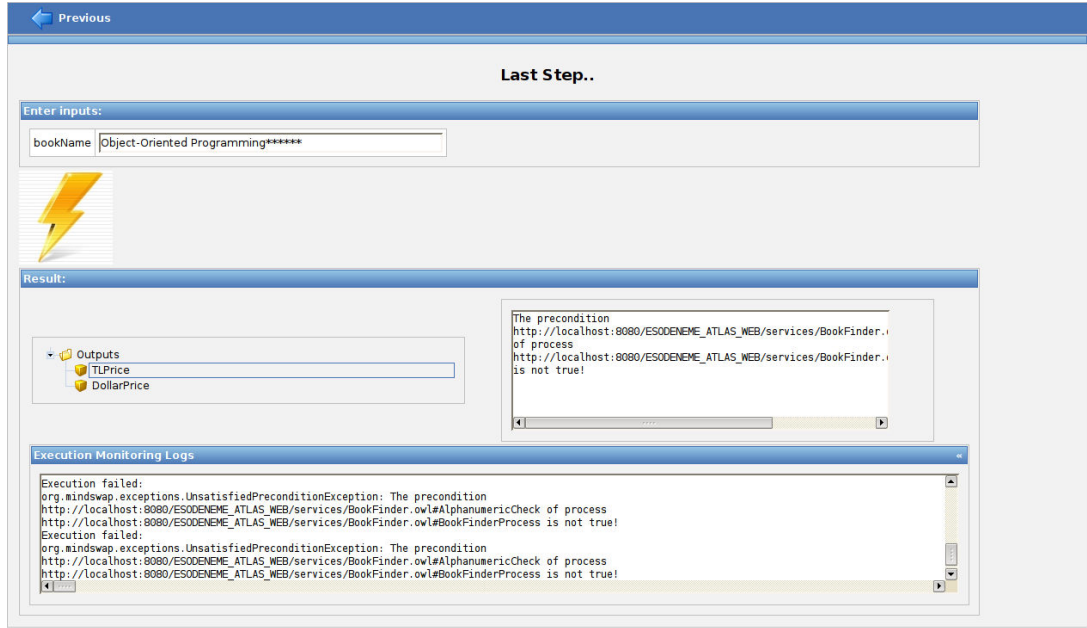 Previous
Last Step..
Enter inputs:
bookName Object-Oriented Programming******
Result:
Outputs
TLPrice
DollarPrice
The precondition
http://localhost:8080/ESODENEME_ATLAS_WEB/services/BookFinder.
of process
http://localhost:8080/ESODENEME_ATLAS_WEB/services/BookFinder.
is not true!
Execution Monitoring Logs
Execution failed:
org.mindswap.exceptions.UnsatisfiedPreconditionException: The precondition
http://localhost:8080/ESODENEME_ATLAS_WEB/services/BookFinder.owl#AlphanumericCheck of process
http://localhost:8080/ESODENEME_ATLAS_WEB/services/BookFinder.owl#BookFinderProcess is not true!
Execution failed:
org.mindswap.exceptions.UnsatisfiedPreconditionException: The precondition
http://localhost:8080/ESODENEME_ATLAS_WEB/services/BookFinder.owl#AlphanumericCheck of process
http://localhost:8080/ESODENEME_ATLAS_WEB/services/BookFinder.owl#BookFinderProcess is not true!